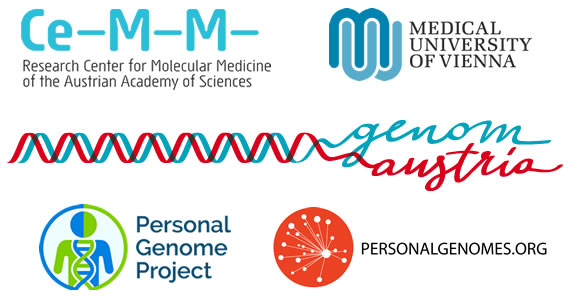 Ce–M–M–
Research Center for Molecular Medicine
of the Austrian Academy of Sciences
MEDICAL
UNIVERSITY
OF VIENNA
genom
austria
Personal
Genome
Project
PERSONALGENOMES.ORG